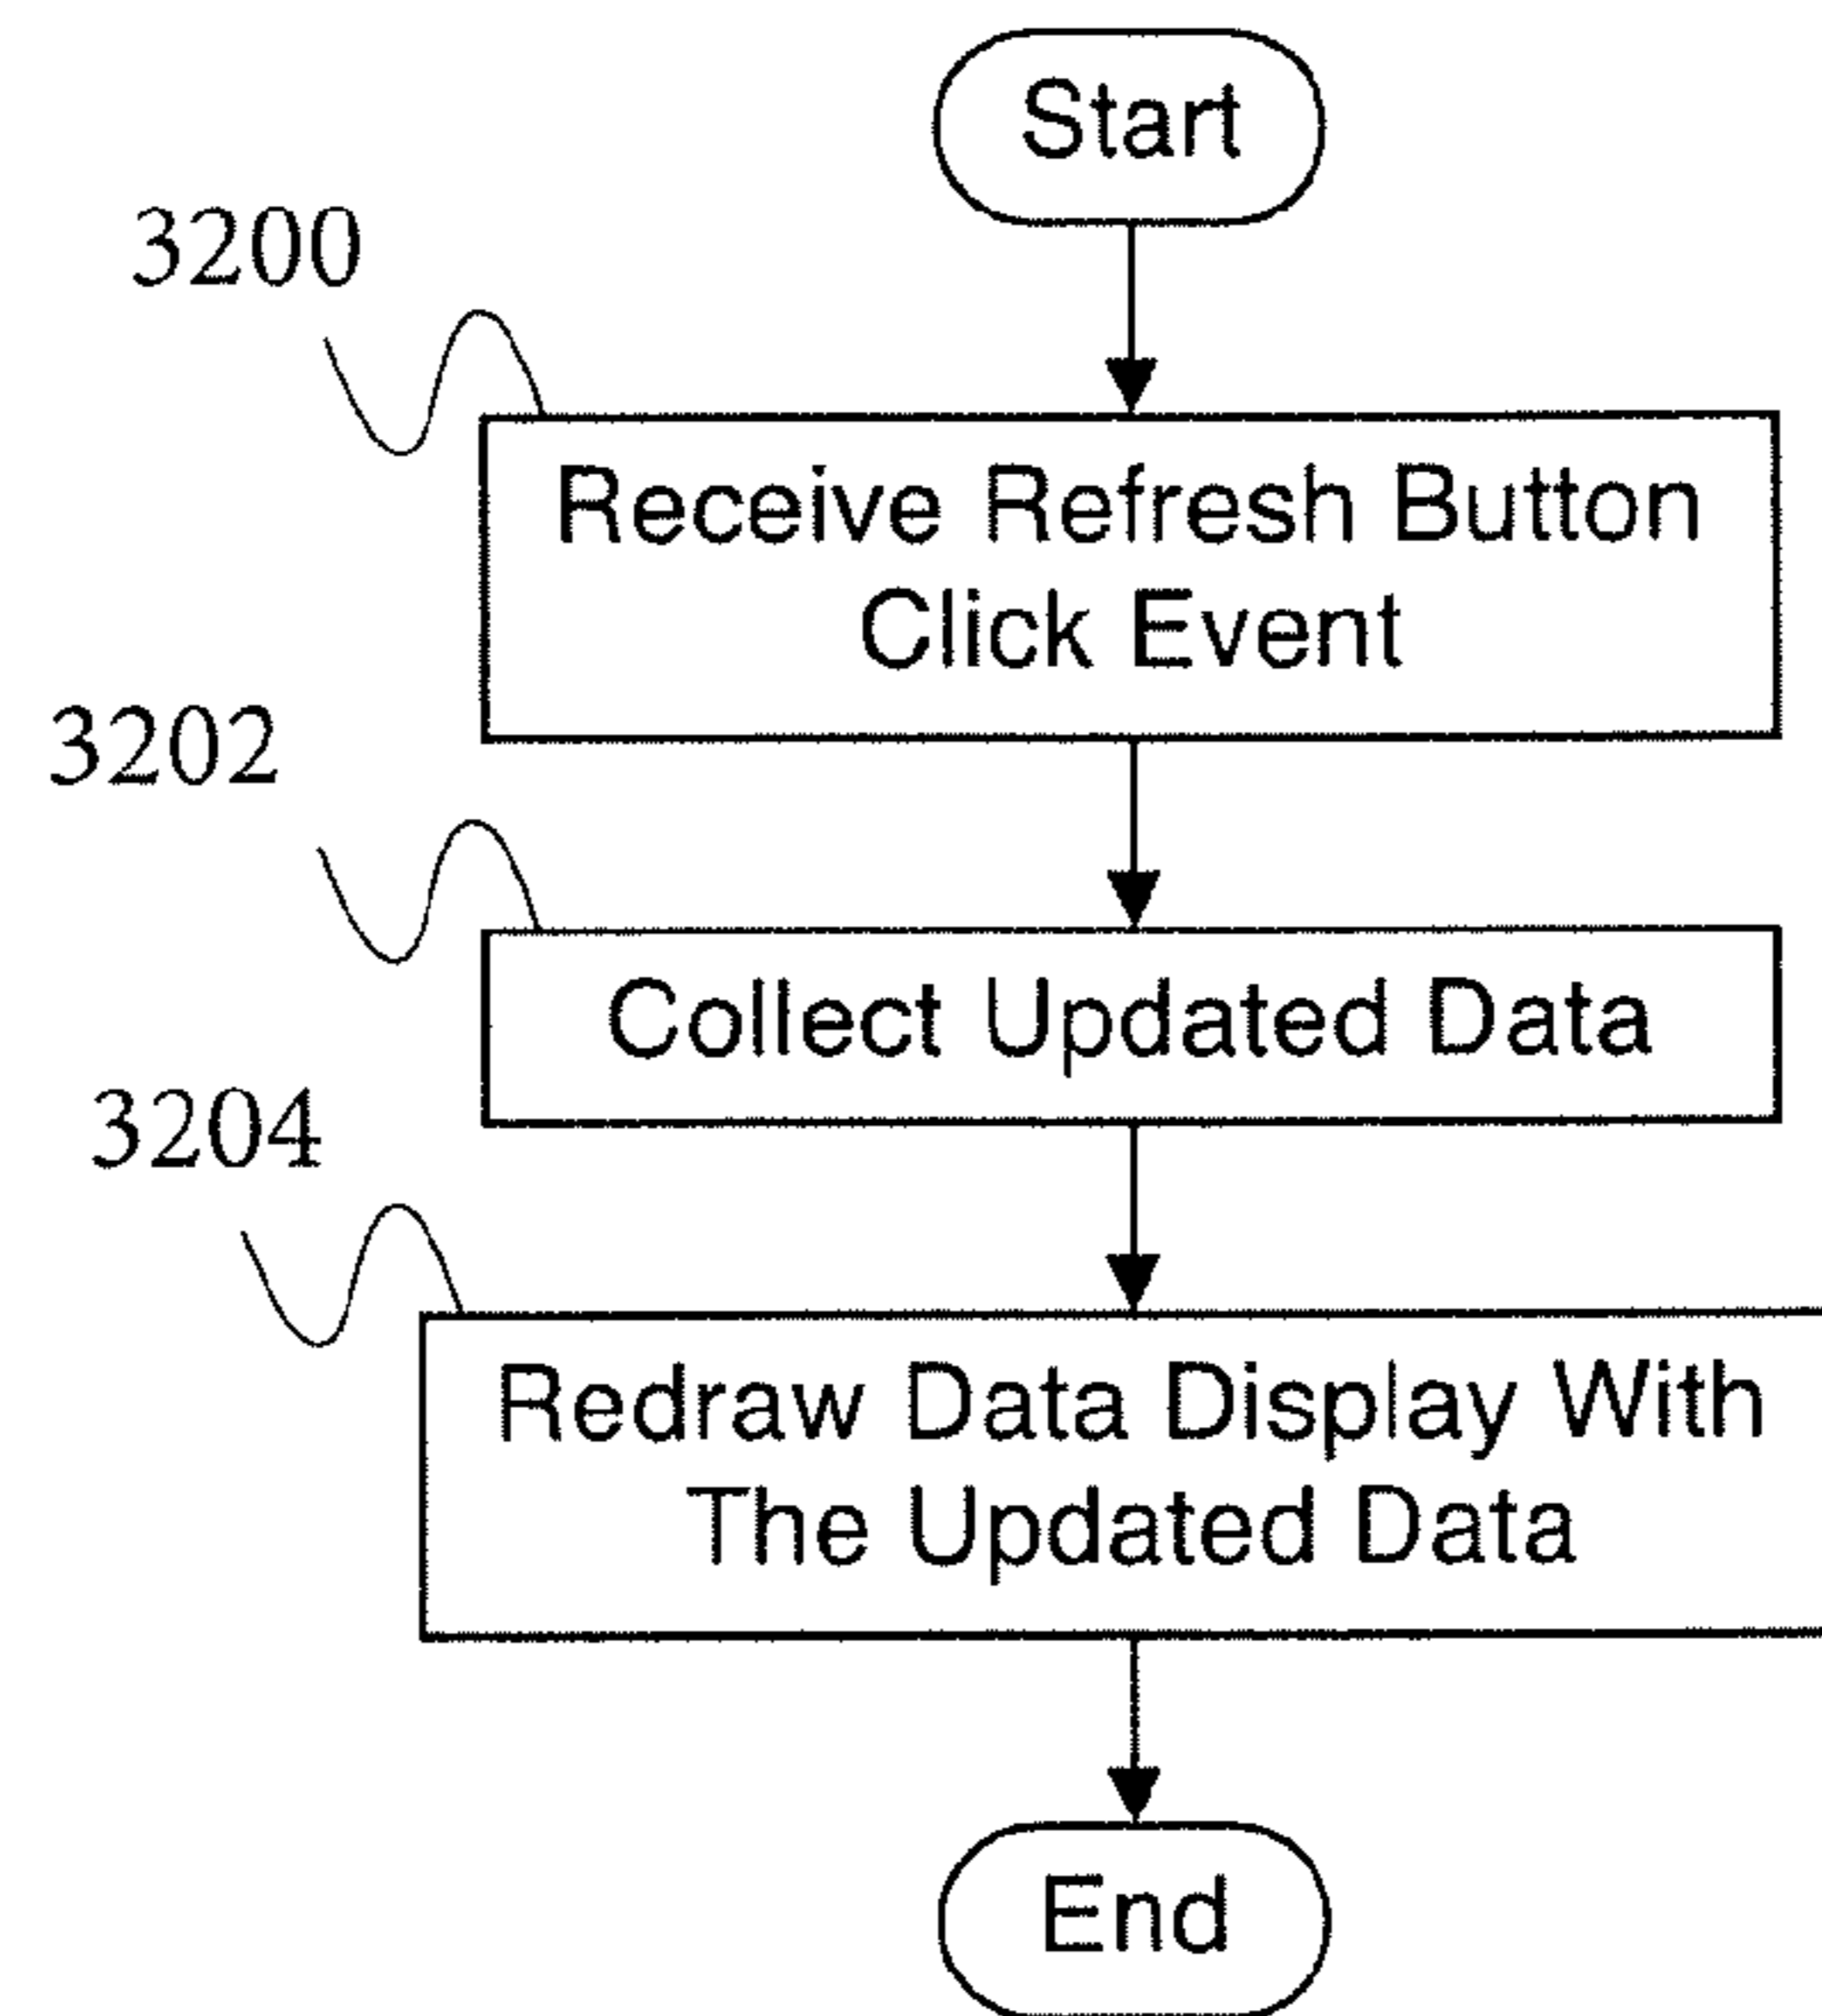 Start
3200
Receive Refresh Button
Click Event
3202
Collect Updated Data
3204
Redraw Data Display With
The Updated Data
End